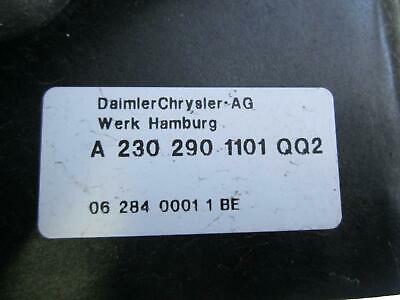 DaimlerChrysler·AG
Werk Hamburg
A 230 290 1101 QQ2
06 284 0001 1 BE